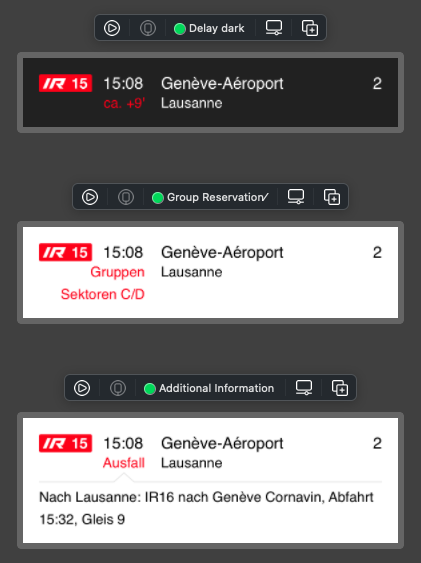 Delay dark
IR 15 15:08 Genève-Aéroport 2
ca. +9' Lausanne
Group Reservation
IR 15 15:08 Genève-Aéroport 2
Gruppen Lausanne
Sektoren C/D
Additional Information
IR 15 15:08 Genève-Aéroport 2
Ausfall Lausanne
Nach Lausanne: IR16 nach Genève Cornavin, Abfahrt
15:32, Gleis 9